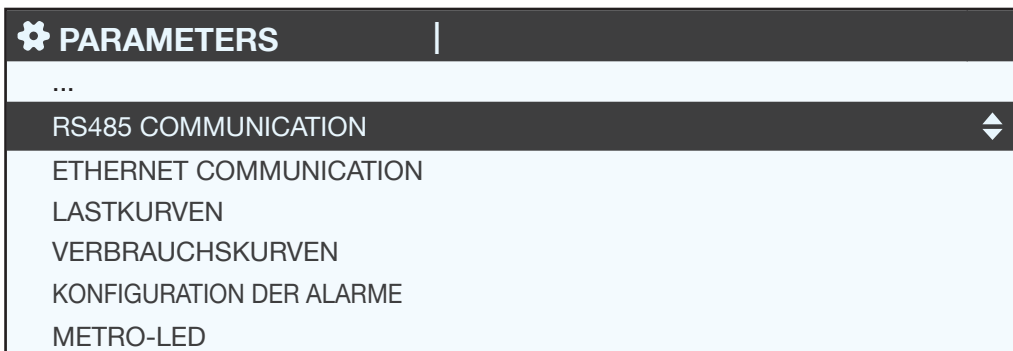 PARAMETERS
...
RS485 COMMUNICATION
ETHERNET COMMUNICATION
LASTKURVEN
VERBRAUCHSKURVEN
KONFIGURATION DER ALARME
METRO-LED